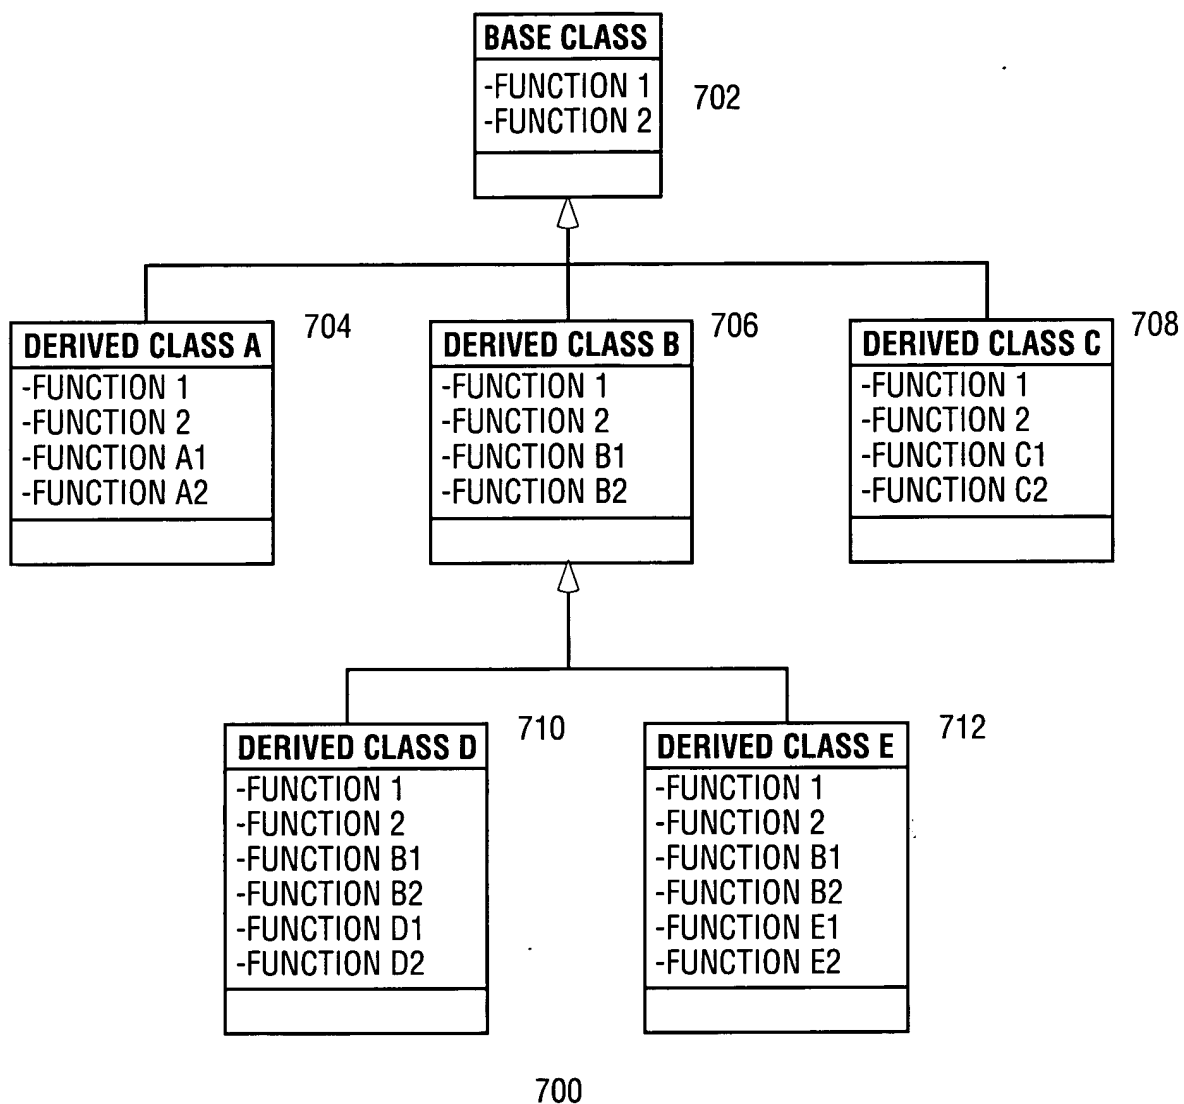 BASE CLASS
-FUNCTION 1
-FUNCTION 2
702
DERIVED CLASS A
-FUNCTION 1
-FUNCTION 2
-FUNCTION A1
-FUNCTION A2
704
DERIVED CLASS B
-FUNCTION 1
-FUNCTION 2
-FUNCTION B1
-FUNCTION B2
706
DERIVED CLASS C
-FUNCTION 1
-FUNCTION 2
-FUNCTION C1
-FUNCTION C2
708
DERIVED CLASS D
-FUNCTION 1
-FUNCTION 2
-FUNCTION B1
-FUNCTION B2
-FUNCTION D1
-FUNCTION D2
710
DERIVED CLASS E
-FUNCTION 1
-FUNCTION 2
-FUNCTION B1
-FUNCTION B2
-FUNCTION E1
-FUNCTION E2
712
700